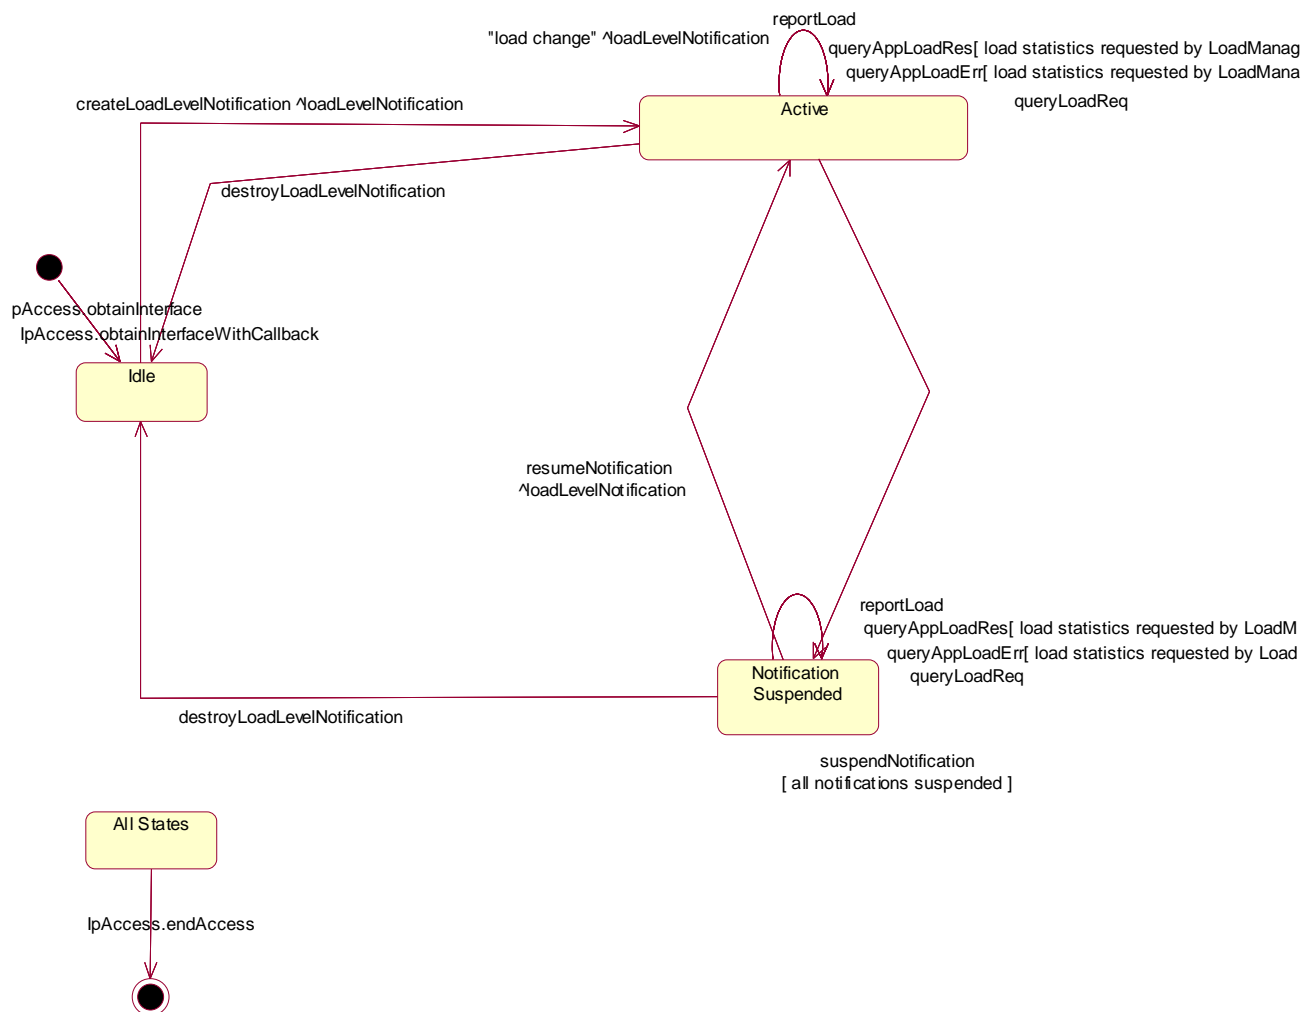 reportLoad
"load change" ^loadLevelNotification
queryAppLoadRes[ load statistics requested by LoadManag
queryAppLoadErr[ load statistics requested by LoadMana
queryLoadReq
Active
createLoadLevelNotification ^loadLevelNotification
destroyLoadLevelNotification
pAccess.obtainInterface
IpAccess.obtainInterfaceWithCallback
Idle
resumeNotification
^loadLevelNotification
reportLoad
queryAppLoadRes[ load statistics requested by LoadM
queryAppLoadErr[ load statistics requested by Load
queryLoadReq
Notification
Suspended
destroyLoadLevelNotification
suspendNotification
[ all notifications suspended ]
All States
IpAccess.endAccess